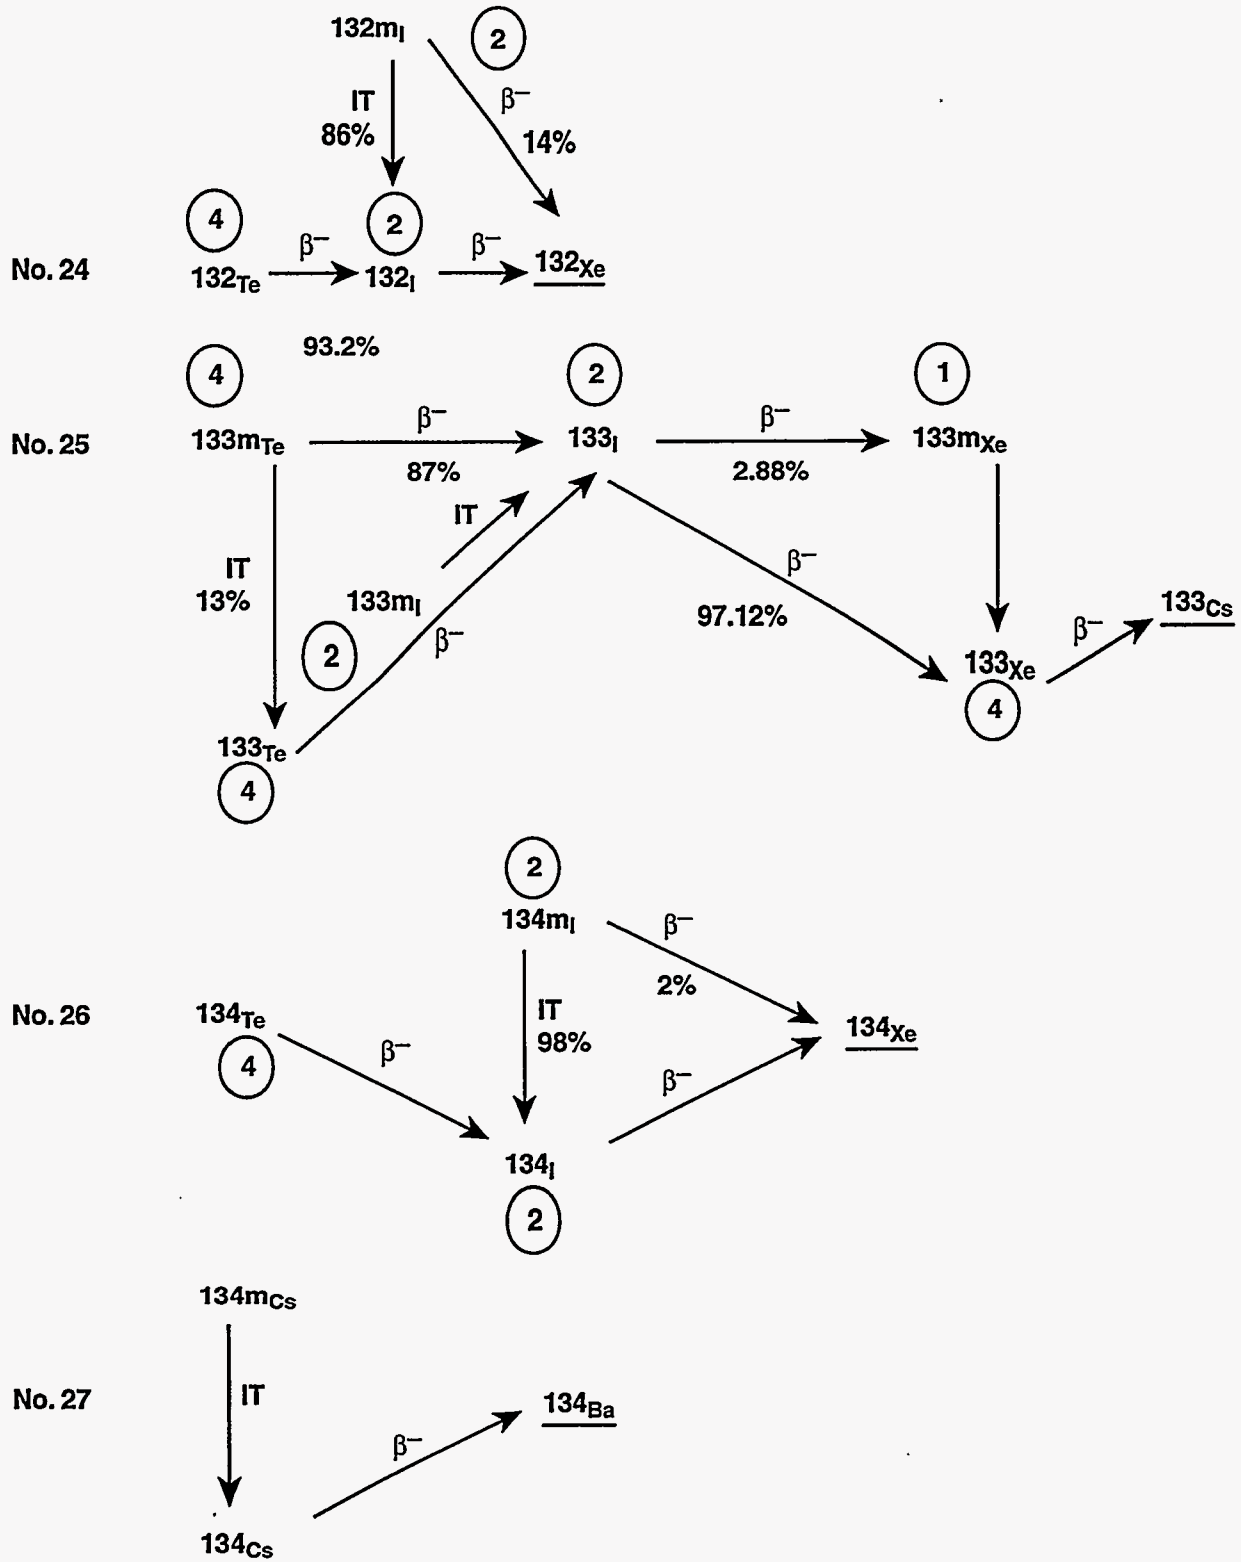 132mI
2
IT
86%
β−
14%
4
2
No. 24
132Te
β−
132I
β−
132Xe
93.2%
4
2
1
No. 25
133mTe
β−
87%
133I
β−
2.88%
133mXe
IT
IT
13%
133mI
2
β−
β−
97.12%
133Xe
4
β−
133Cs
133Te
4
2
134mI
β−
2%
IT
98%
No. 26
134Te
4
β−
134Xe
β−
134I
2
134mCs
No. 27
IT
β−
134Ba
134Cs